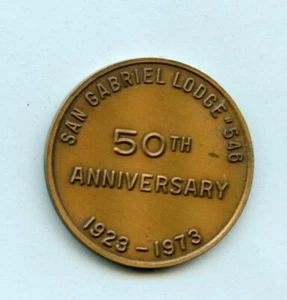 SAN GABRIEL LODGE - 546
50TH
ANNIVERSARY
1923 - 1973